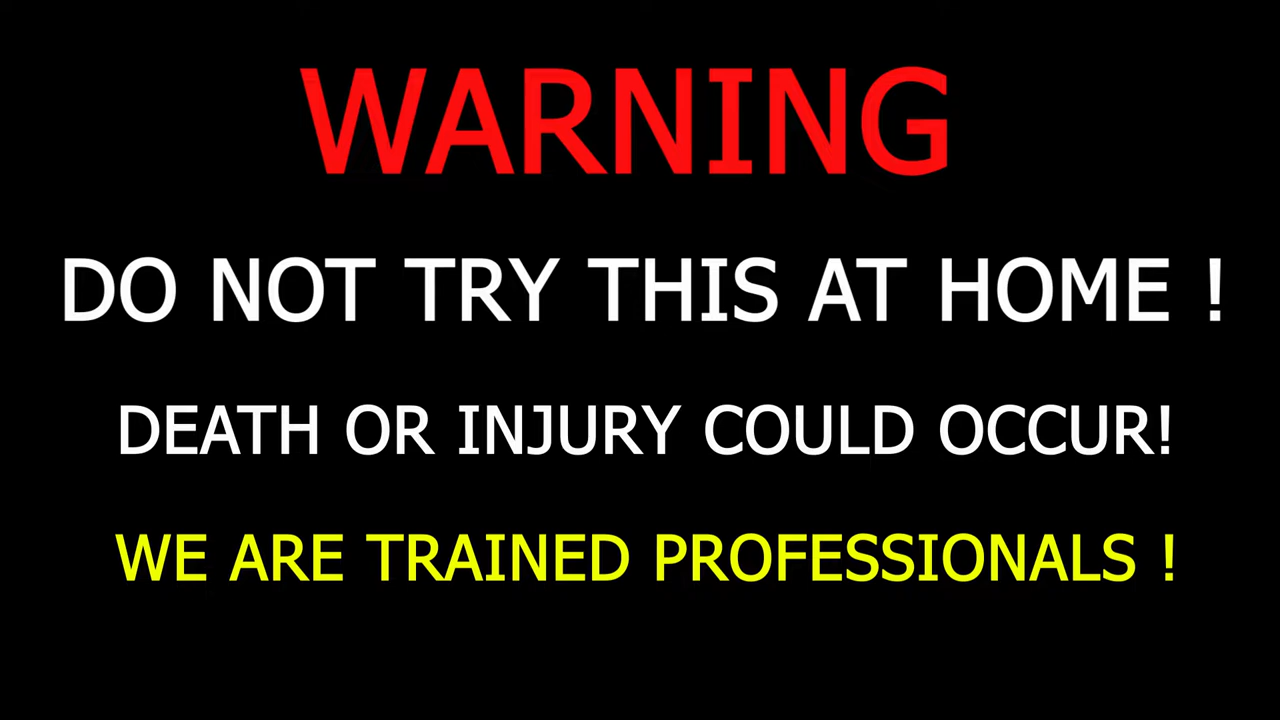 WARNING
DO NOT TRY THIS AT HOME !
DEATH OR INJURY COULD OCCUR!
WE ARE TRAINED PROFESSIONALS !